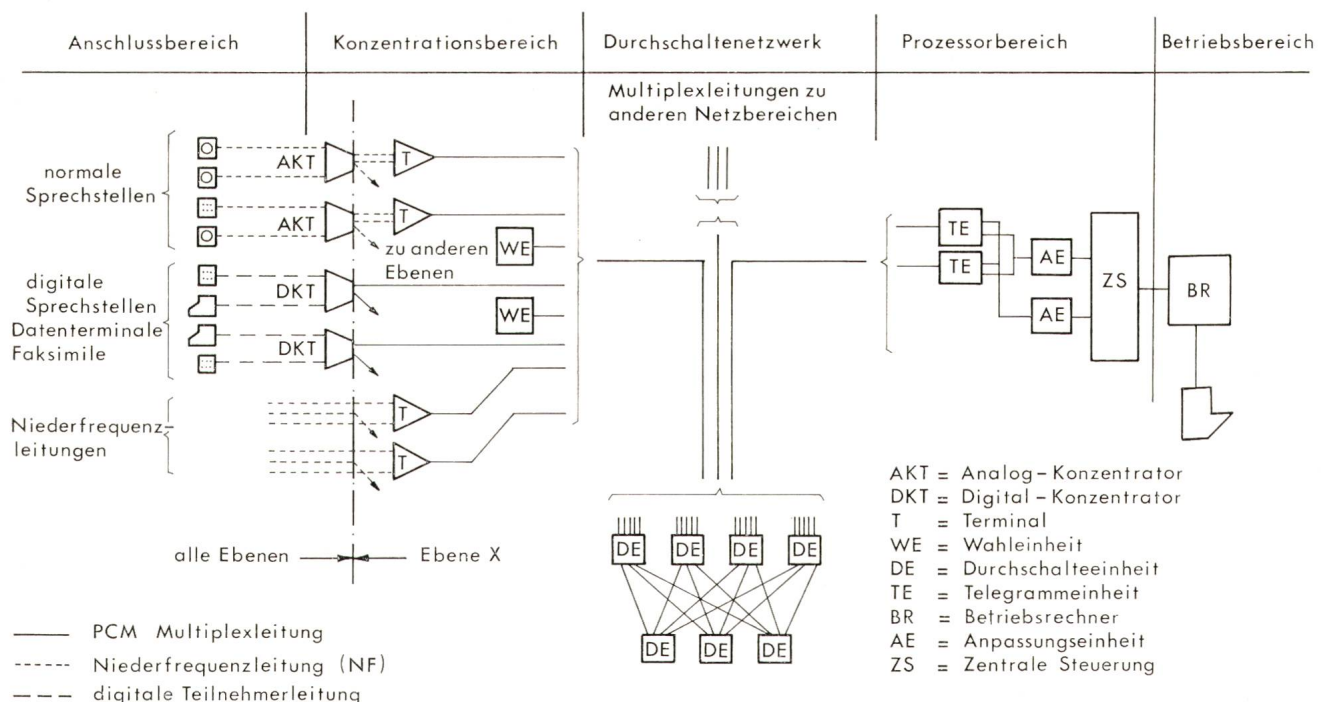 Anschlussbereich
Konzentrationsbereich
Durchschaltenetzwerk
Prozessorbereich
Betriebsbereich
Multiplexleitungen zu
anderen Netzbereichen
normale
Sprechstellen
AKT
T
AKT
T
zu anderen
Ebenen
WE
digitale
Sprechstellen
Datenterminale
Faksimile
DKT
WE
DKT
Niederfrequenz-
leitungen
T
T
alle Ebenen
Ebene X
DE
DE
DE
DE
DE
DE
DE
TE
TE
AE
AE
ZS
BR
AKT = Analog-Konzentrator
DKT = Digital-Konzentrator
T = Terminal
WE = Wahleinheit
DE = Durchschalteeinheit
TE = Telegrammeinheit
BR = Betriebsrechner
AE = Anpassungseinheit
ZS = Zentrale Steuerung
PCM Multiplexleitung
Niederfrequenzleitung (NF)
digitale Teilnehmerleitung